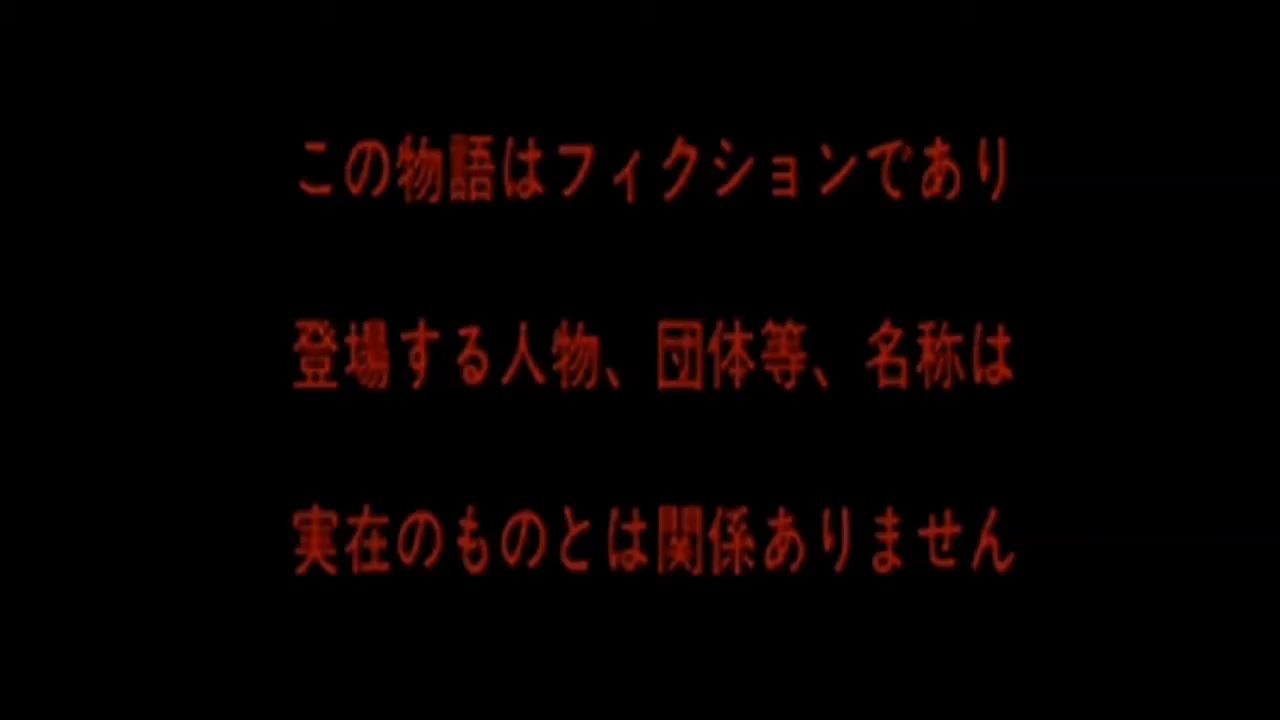 この物語はフィクションであり
登場する人物、団体等、名称は
実在のものとは関係ありません